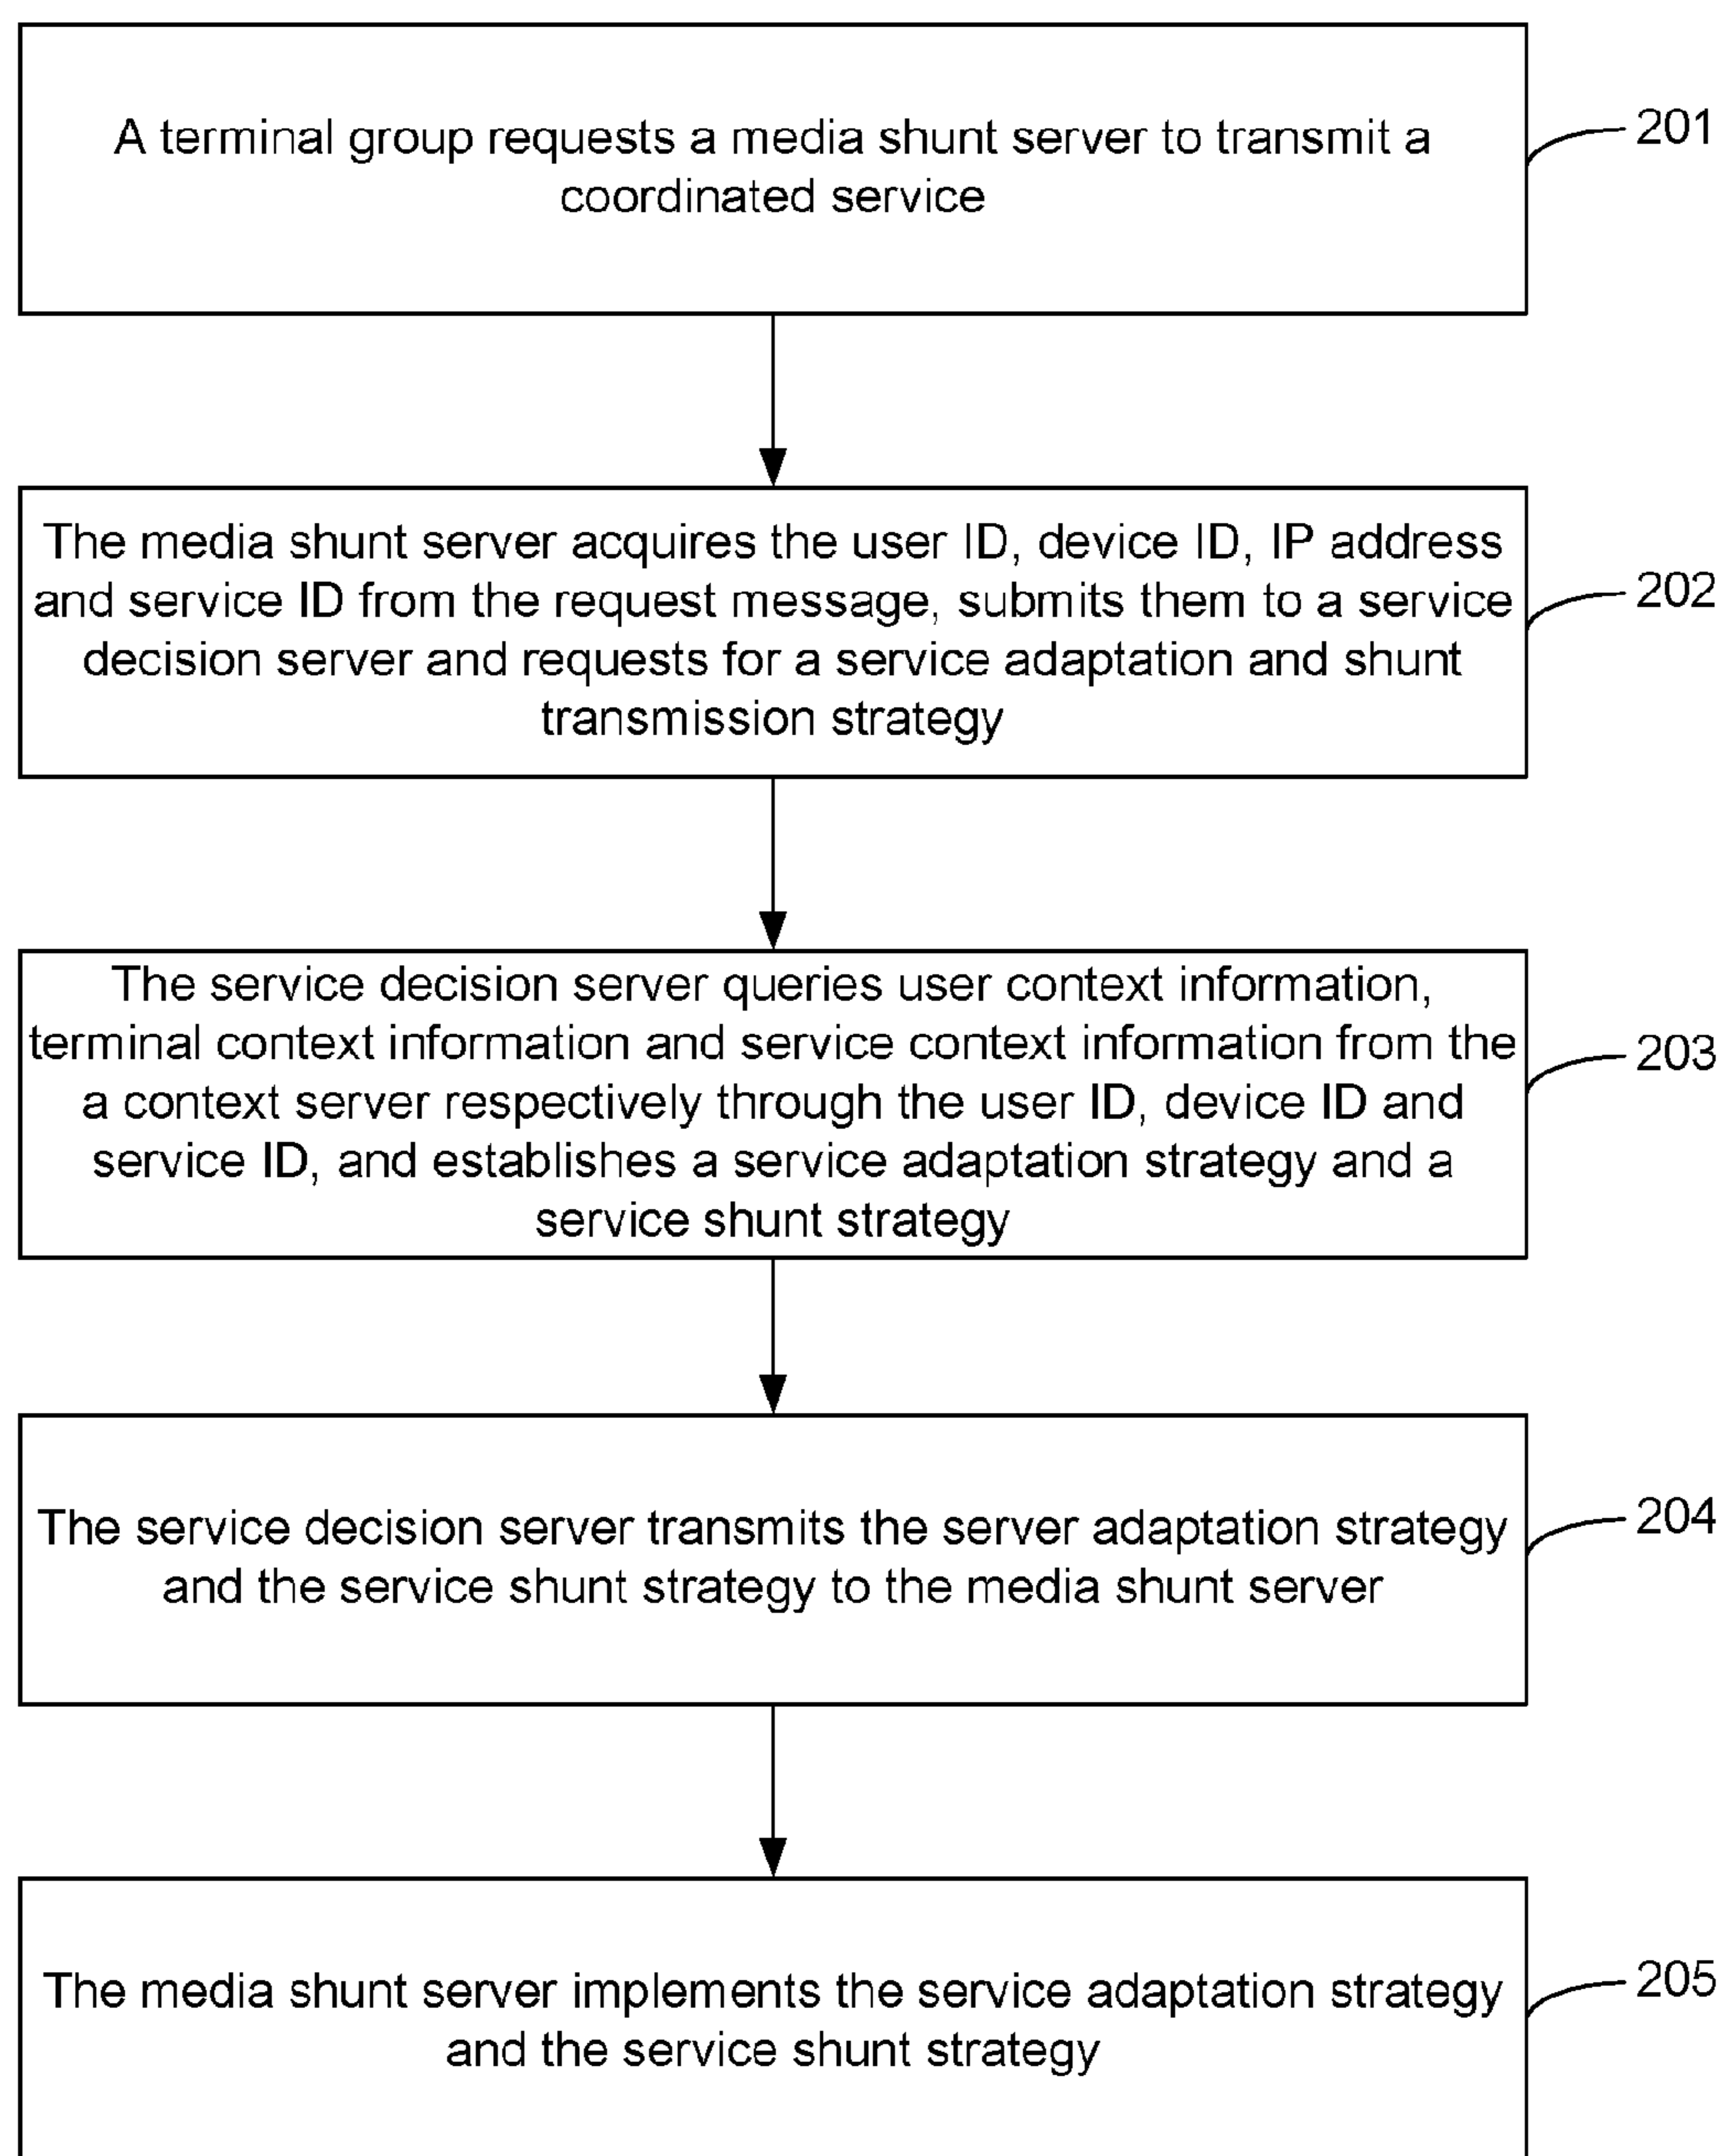 A terminal group requests a media shunt server to transmit a
coordinated service
201
The media shunt server acquires the user ID, device ID, IP address
and service ID from the request message, submits them to a service
decision server and requests for a service adaptation and shunt
transmission strategy
202
The service decision server queries user context information,
terminal context information and service context information from the
a context server respectively through the user ID, device ID and
service ID, and establishes a service adaptation strategy and a
service shunt strategy
203
The service decision server transmits the server adaptation strategy
and the service shunt strategy to the media shunt server
204
The media shunt server implements the service adaptation strategy
and the service shunt strategy
205